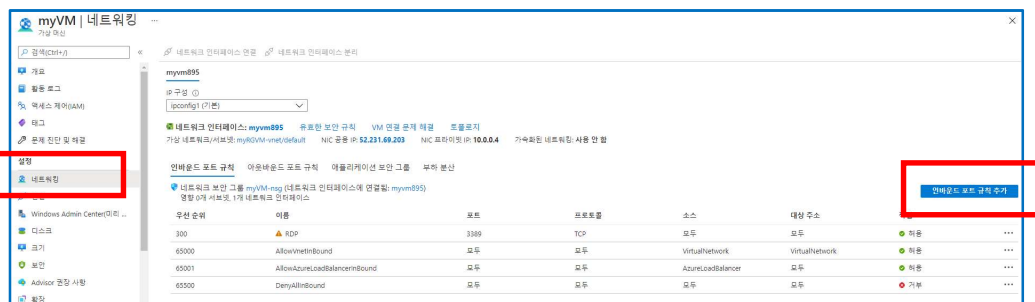 myVM | 네트워킹 ...
가상 머신
검색(Ctrl+/)
개요
활동 로그
액세스 제어(IAM)
태그
문제 진단 및 해결
설정
네트워킹
Windows Admin Center(미리 ...
디스크
크기
보안
Advisor 권장 사항
확장
네트워크 인터페이스 연결 네트워크 인터페이스 분리
myvm895
IP 구성
ipconfig1 (기본)
네트워크 인터페이스: myvm895 유효한 보안 규칙 VM 연결 문제 해결 토폴로지
가상 네트워크/서브넷: myRGVM-vnet/default NIC 공용 IP: 52.231.69.203 NIC 프라이빗 IP: 10.0.0.4 가속화된 네트워킹: 사용 안 함
인바운드 포트 규칙 아웃바운드 포트 규칙 애플리케이션 보안 그룹 부하 분산
네트워크 보안 그룹 myVM-nsg (네트워크 인터페이스에 연결됨: myvm895)
영향 0개 서브넷, 1개 네트워크 인터페이스
인바운드 포트 규칙 추가
우선 순위 이름 포트 프로토콜 소스 대상 주소
300 RDP 3389 TCP 모두 모두 허용 ...
65000 AllowVnetInBound 모두 모두 VirtualNetwork VirtualNetwork 허용 ...
65001 AllowAzureLoadBalancerInBound 모두 모두 AzureLoadBalancer 모두 허용 ...
65500 DenyAllInBound 모두 모두 모두 모두 거부 ...